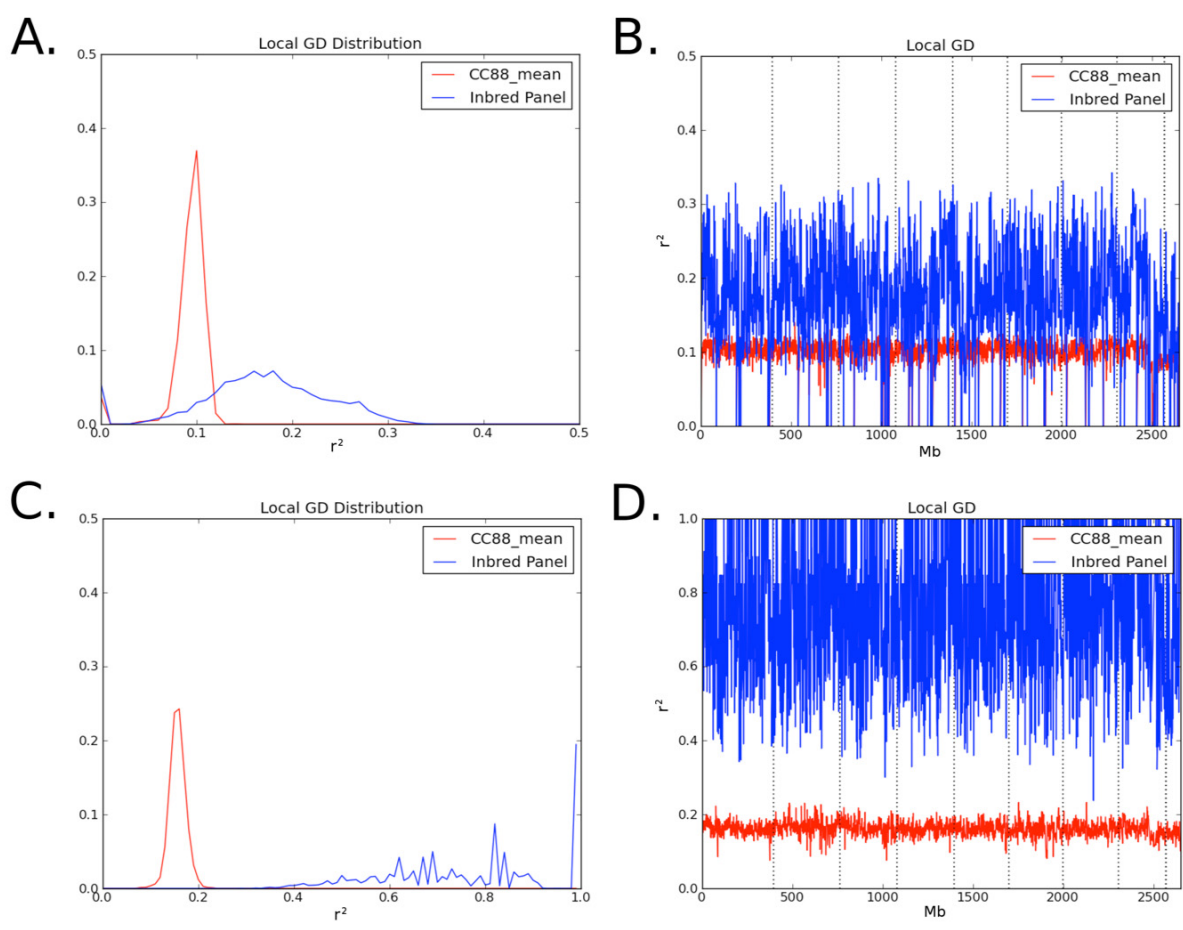 A.
Local GD Distribution
0.5
0.4
0.3
0.2
0.1
0.0
0.0 0.1 0.2 0.3 0.4 0.5
r²
CC88_mean
Inbred Panel
B.
Local GD
0.5
0.4
0.3
0.2
0.1
0.0
r²
0 500 1000 1500 2000 2500
Mb
CC88_mean
Inbred Panel
C.
Local GD Distribution
0.5
0.4
0.3
0.2
0.1
0.0
0.0 0.2 0.4 0.6 0.8 1.0
r²
CC88_mean
Inbred Panel
D.
Local GD
1.0
0.8
0.6
0.4
0.2
0.0
r²
0 500 1000 1500 2000 2500
Mb
CC88_mean
Inbred Panel